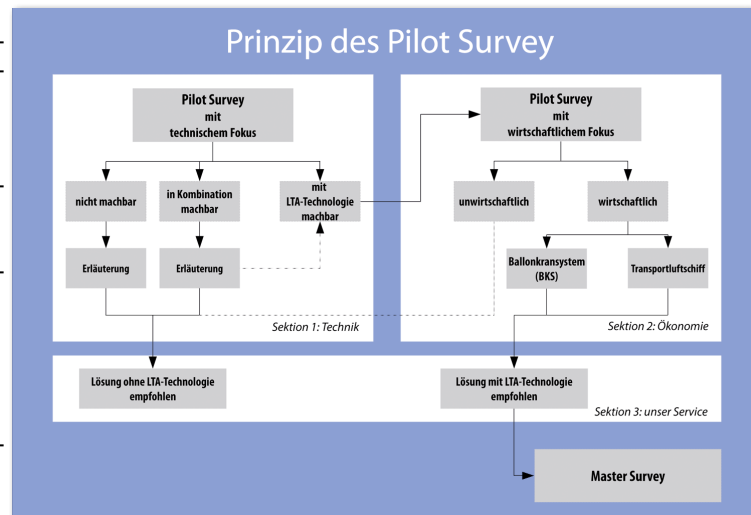 Prinzip des Pilot Survey
Pilot Survey
mit
technischem Fokus
nicht machbar
in Kombination
machbar
mit
LTA-Technologie
machbar
Erläuterung
Erläuterung
Sektion 1: Technik
Pilot Survey
mit
wirtschaftlichem Fokus
unwirtschaftlich
wirtschaftlich
Ballonkransystem
(BKS)
Transportluftschiff
Sektion 2: Ökonomie
Lösung ohne LTA-Technologie
empfohlen
Lösung mit LTA-Technologie
empfohlen
Sektion 3: unser Service
Master Survey